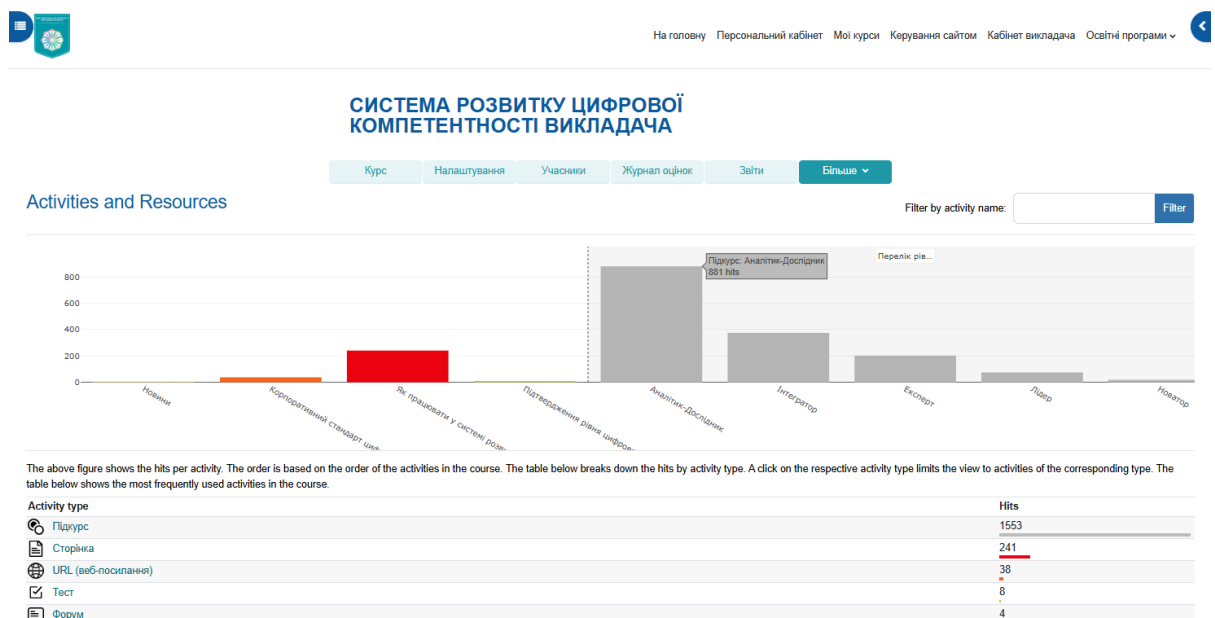 На головну Персональний кабінет Мої курси Керування сайтом Кабінет викладача Освітні програми
СИСТЕМА РОЗВИТКУ ЦИФРОВОЇ
КОМПЕТЕНТНОСТІ ВИКЛАДАЧА
Курс Налаштування Учасники Журнал оцінок Звіти Більше
Activities and Resources
Filter by activity name: Filter
Підкурс: Аналітик-Дослідник
881 hits
Перелік рів...
800
600
400
200
0
Новини
Корпоративний стандарт циф
Як працювати у системі розв
Підтвердження рівня цифров
Аналітик-Дослідник
Інтегратор
Експерт
Лідер
Новатор
The above figure shows the hits per activity. The order is based on the order of the activities in the course. The table below breaks down the hits by activity type. A click on the respective activity type limits the view to activities of the corresponding type. The
table below shows the most frequently used activities in the course.
Activity type Hits
Підкурс 1553
Сторінка 241
URL (веб-посилання) 38
Тест 8
Форум 4